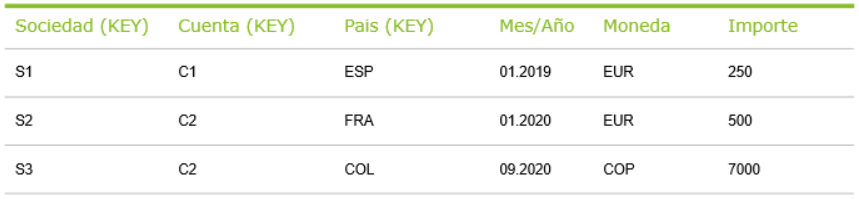 Sociedad (KEY) Cuenta (KEY) Pais (KEY) Mes/Año Moneda Importe
S1 C1 ESP 01.2019 EUR 250
S2 C2 FRA 01.2020 EUR 500
S3 C2 COL 09.2020 COP 7000